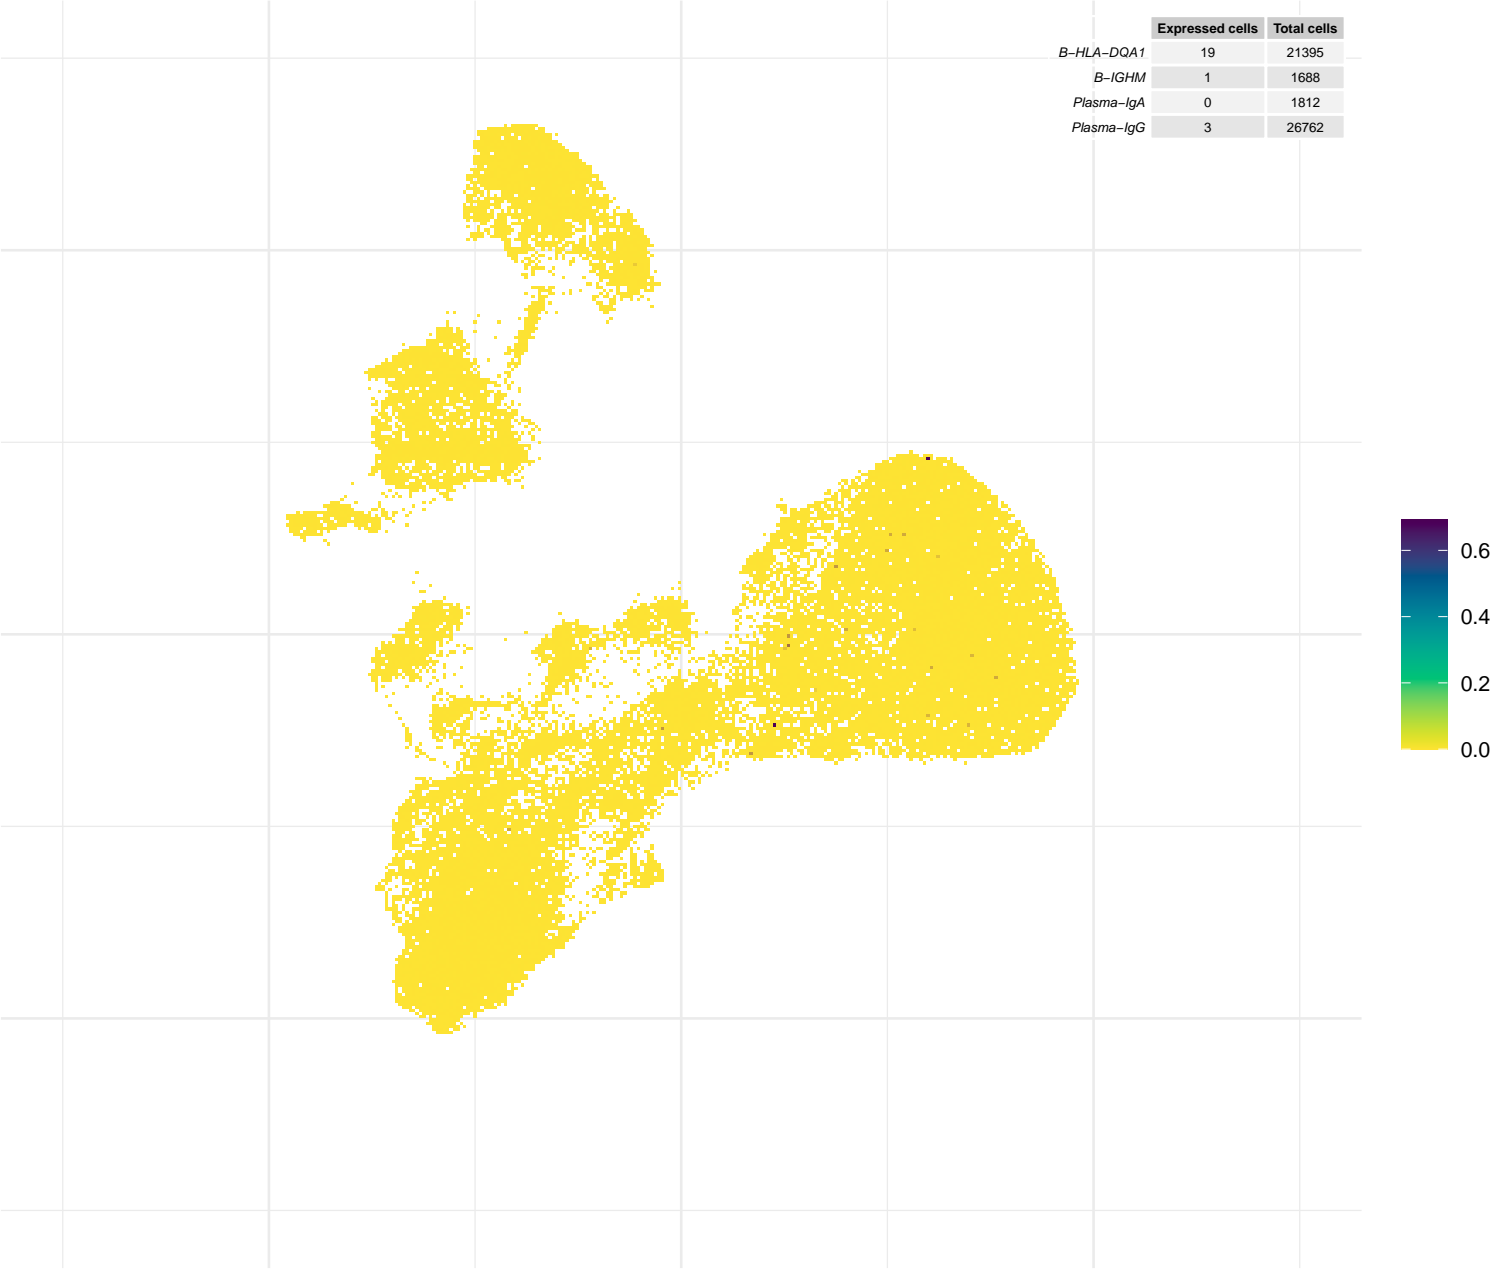 Expressed cells Total cells
B−HLA−DQA1 19 21395
B−IGHM 1 1688
Plasma−IgA 0 1812
Plasma−IgG 3 26762
0.6
0.4
0.2
0.0